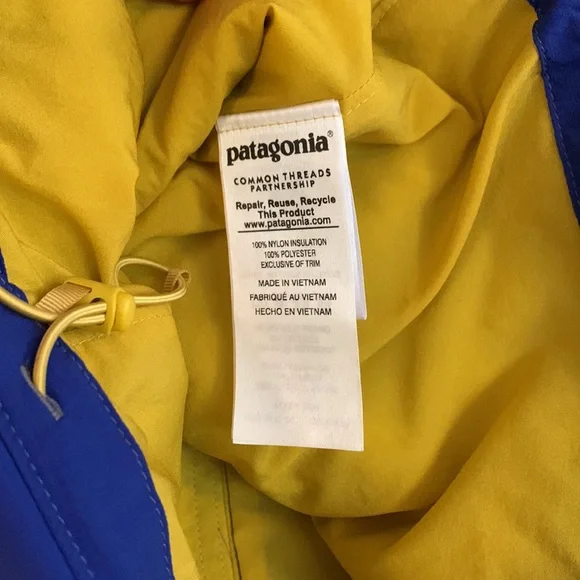 patagonia®
COMMON THREADS
PARTNERSHIP
Repair, Reuse, Recycle
This Product
www.patagonia.com
100% NYLON INSULATION
100% POLYESTER
EXCLUSIVE OF TRIM
MADE IN VIETNAM
FABRIQUÉ AU VIETNAM
HECHO EN VIETNAM